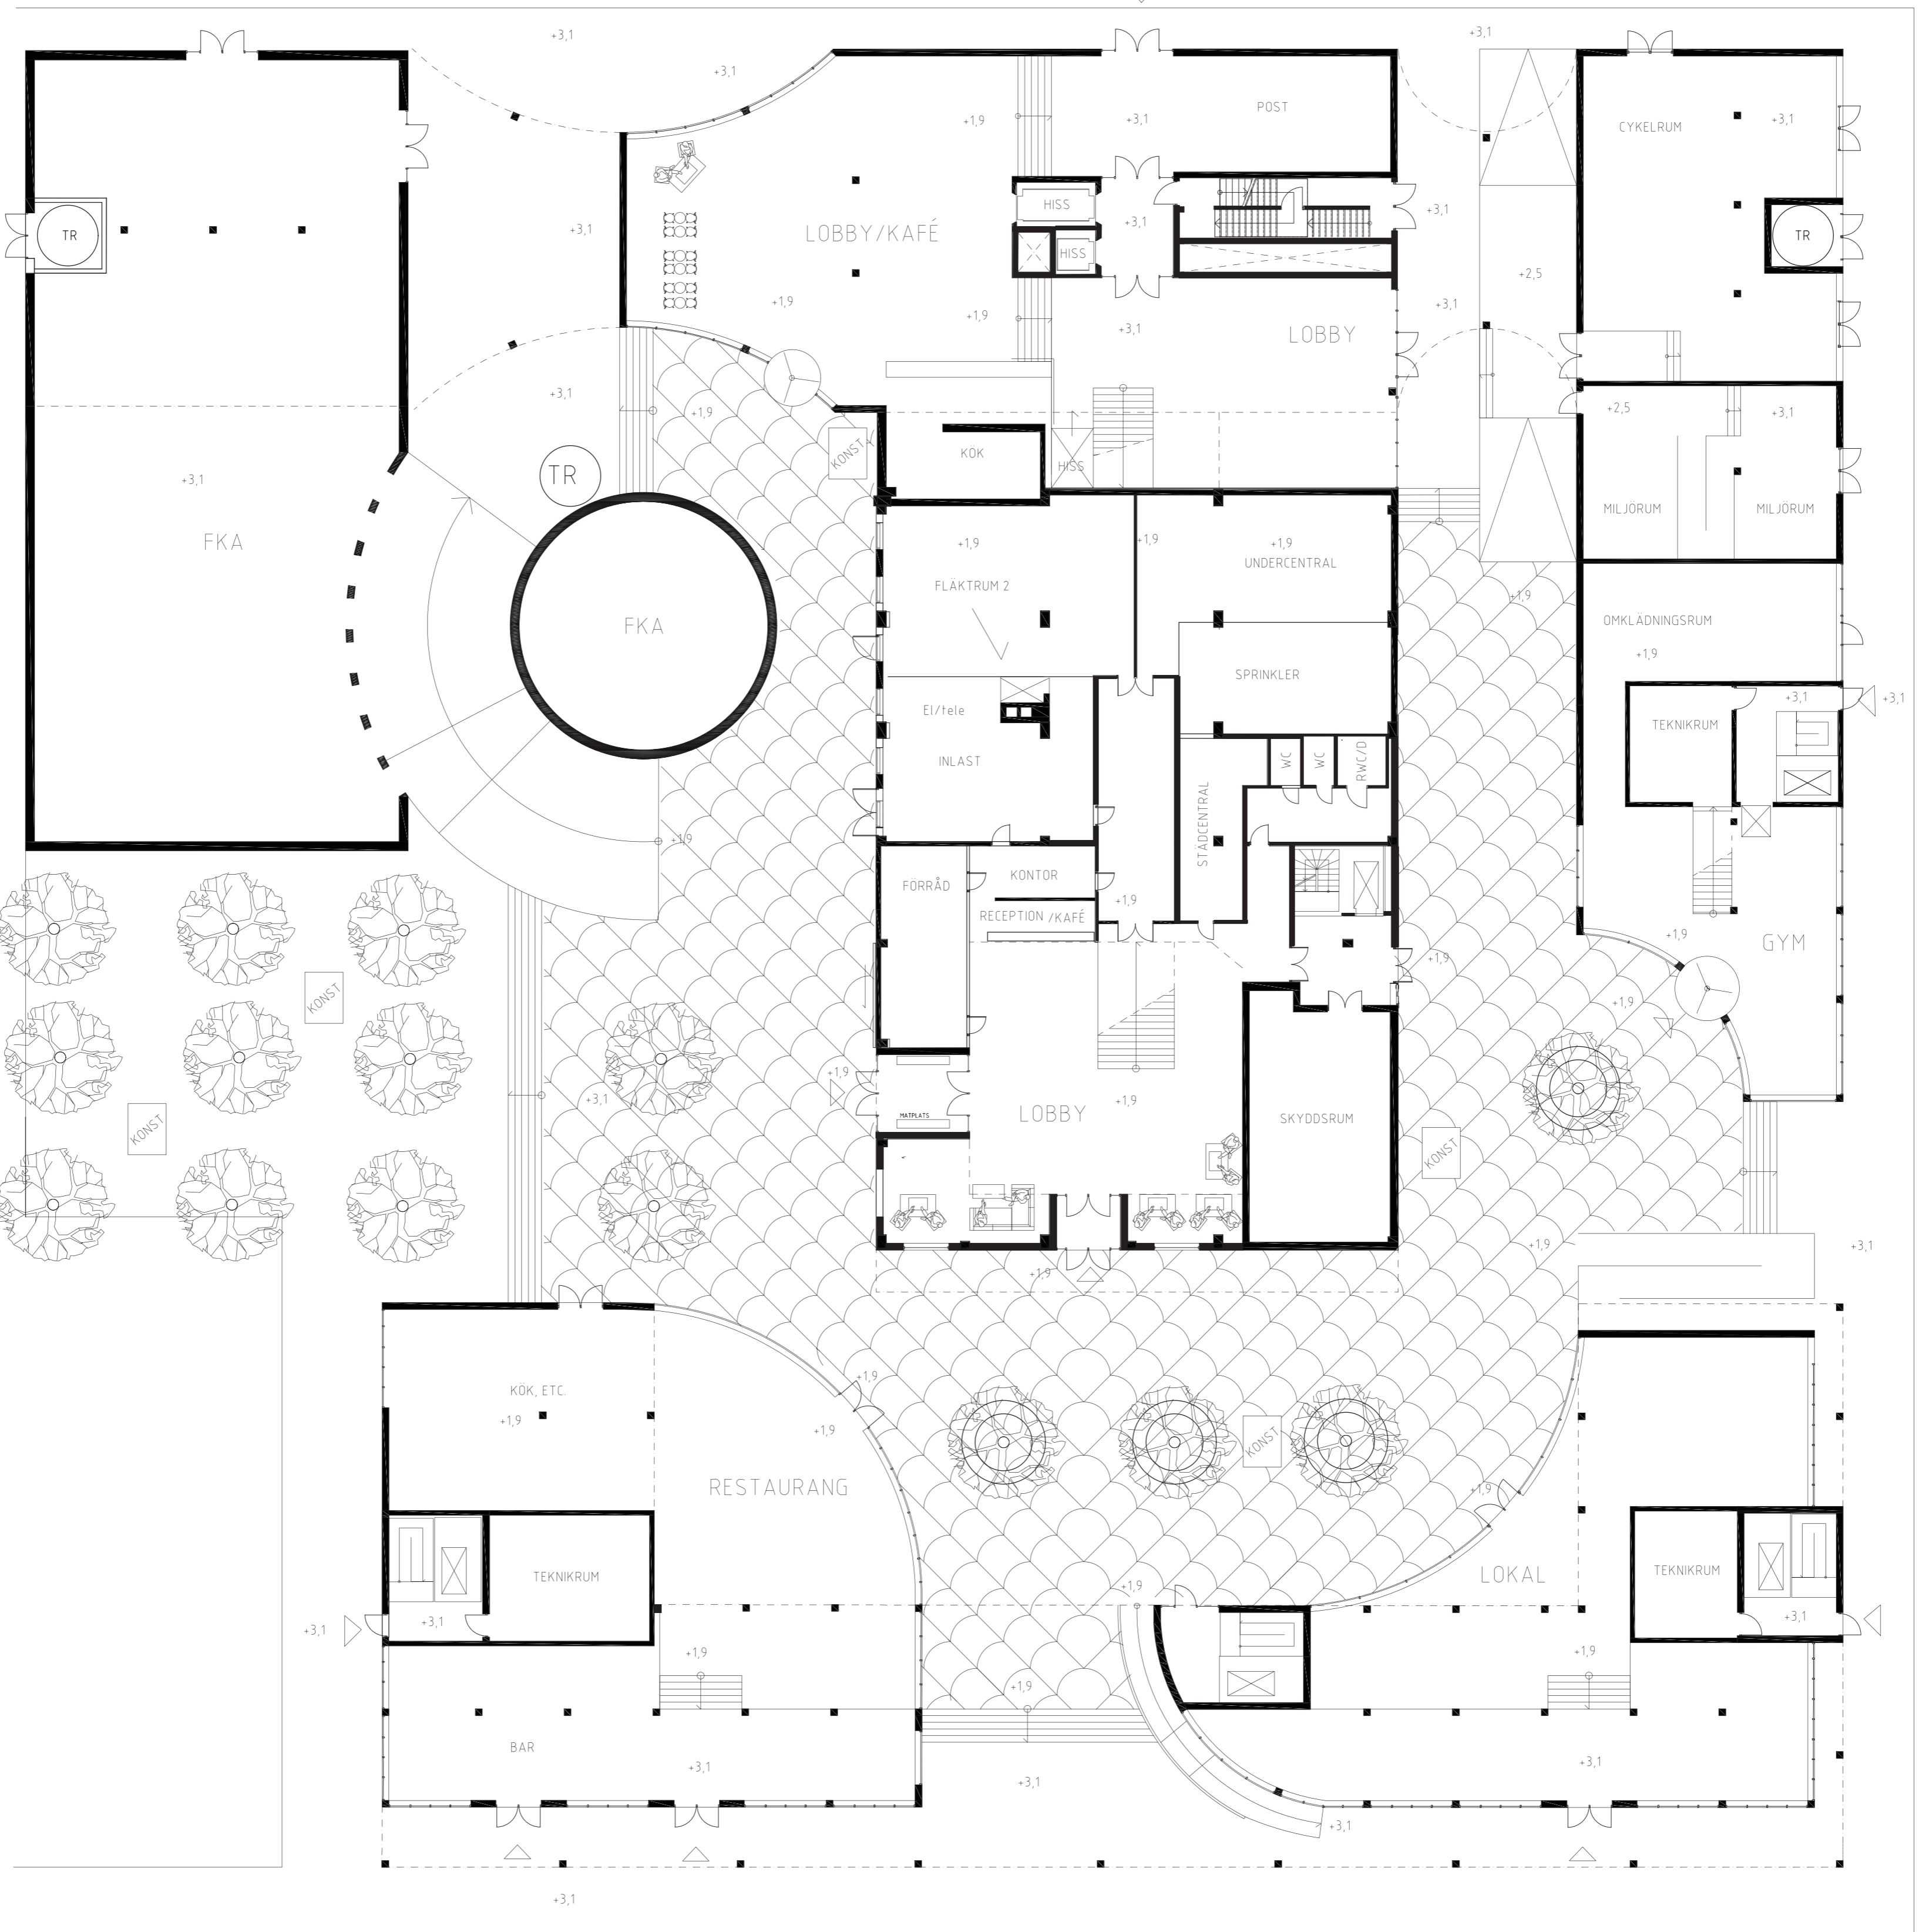 +3,1
+3,1
+3,1
+1,9
+3,1
POST
CYKELRUM
+3,1
TR
+3,1
LOBBY/KAFÉ
HISS
HISS
+3,1
+3,1
TR
+2,5
+1,9
+1,9
+3,1
LOBBY
+3,1
+3,1
+1,9
+2,5
+3,1
KÖK
KONST
HISS
TR
+3,1
FKA
MILJÖRUM
MILJÖRUM
+1,9
+1,9
+1,9
UNDERCENTRAL
FLÄKTRUM 2
+1,9
FKA
OMKLÄDNINGSRUM
+1,9
SPRINKLER
+3,1
+3,1
El/tele
TEKNIKRUM
INLAST
WC
WC
RWC/D
STÄDCENTRAL
+1,9
FÖRRÅD
KONTOR
+1,9
RECEPTION /KAFÉ
+1,9
GYM
+1,9
KONST
+1,9
+1,9
+3,1
MATPLATS
LOBBY
+1,9
SKYDDSRUM
KONST
KONST
+1,9
+1,9
+3,1
KÖK, ETC.
+1,9
+1,9
+1,9
KONST
RESTAURANG
+1,9
TEKNIKRUM
LOKAL
TEKNIKRUM
+1,9
+3,1
+3,1
+3,1
+1,9
+1,9
+1,9
BAR
+3,1
+3,1
+3,1
+3,1
+3,1